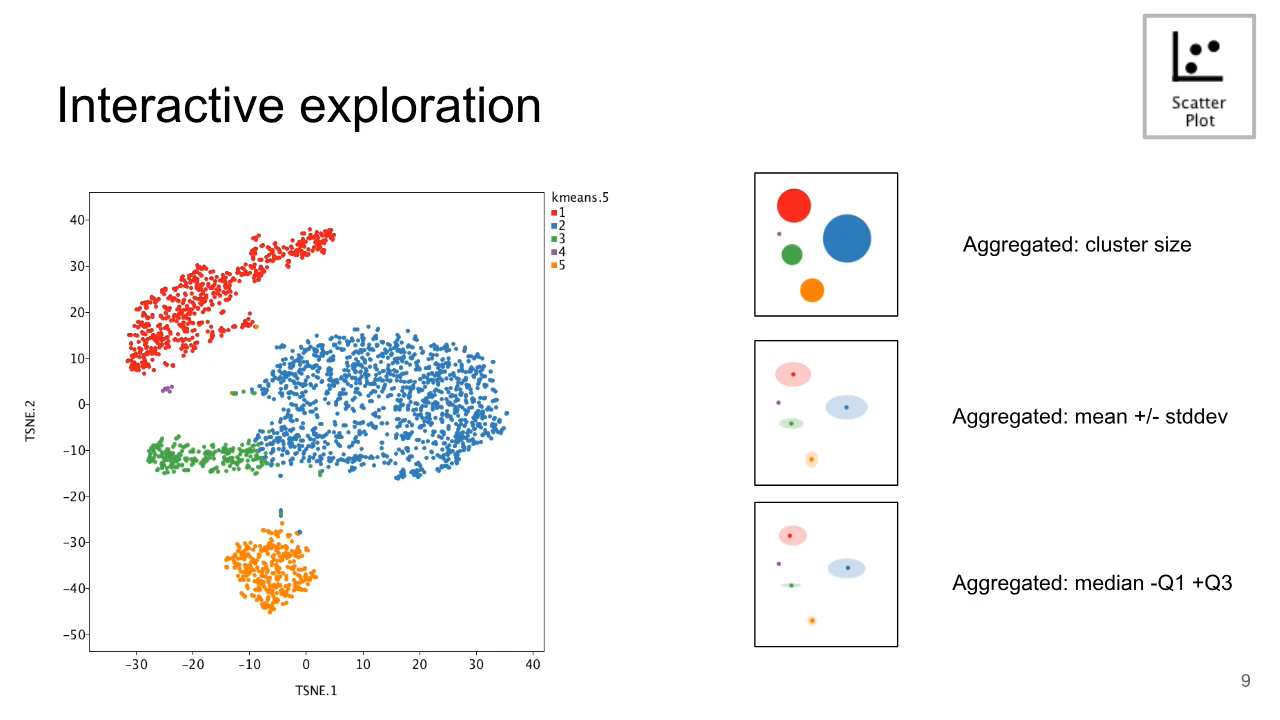 Scatter
Plot
Interactive exploration
kmeans.5
1
2
3
4
5
40
30
20
10
0
−10
−20
−30
−40
−50
TSNE.2
−30
−20
−10
0
10
20
30
40
TSNE.1
Aggregated: cluster size
Aggregated: mean +/- stddev
Aggregated: median -Q1 +Q3
9